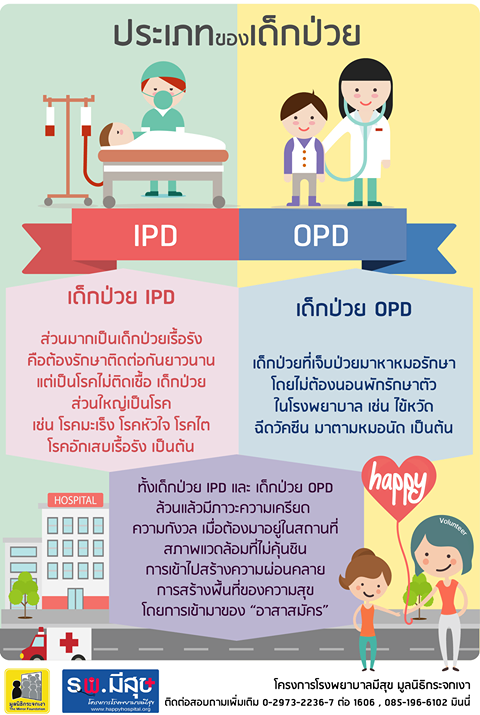 ประเภทของเด็กป่วย
IPD
OPD
เด็กป่วย IPD
ส่วนมากเป็นเด็กป่วยเรื้อรัง
คือต้องรักษาติดต่อกันยาวนาน
แต่เป็นโรคไม่ติดเชื้อ เด็กป่วย
ส่วนใหญ่เป็นโรค
เช่น โรคมะเร็ง โรคหัวใจ โรคไต
โรคอักเสบเรื้อรัง เป็นต้น
เด็กป่วย OPD
เด็กป่วยที่เจ็บป่วยมาหาหมอรักษา
โดยไม่ต้องนอนพักรักษาตัว
ในโรงพยาบาล เช่น ไข้หวัด
ฉีดวัคซีน มาตามหมอนัด เป็นต้น
ทั้งเด็กป่วย IPD และ เด็กป่วย OPD
ล้วนแล้วมีภาวะความเครียด
ความกังวล เมื่อต้องมาอยู่ในสถานที่
สภาพแวดล้อมที่ไม่คุ้นชิน
การเข้าไปสร้างความผ่อนคลาย
การสร้างพื้นที่ของความสุข
โดยการเข้ามาของ “อาสาสมัคร”
HOSPITAL
happy
Volunteer
มูลนิธิกระจกเงา
The Mirror Foundation
รพ.มีสุข
โครงการโรงพยาบาลมีสุข
www.happyhospital.org
โครงการโรงพยาบาลมีสุข มูลนิธิกระจกเงา
ติดต่อสอบถามเพิ่มเติม 0-2973-2236-7 ต่อ 1606 , 085-196-6102 มินนี่